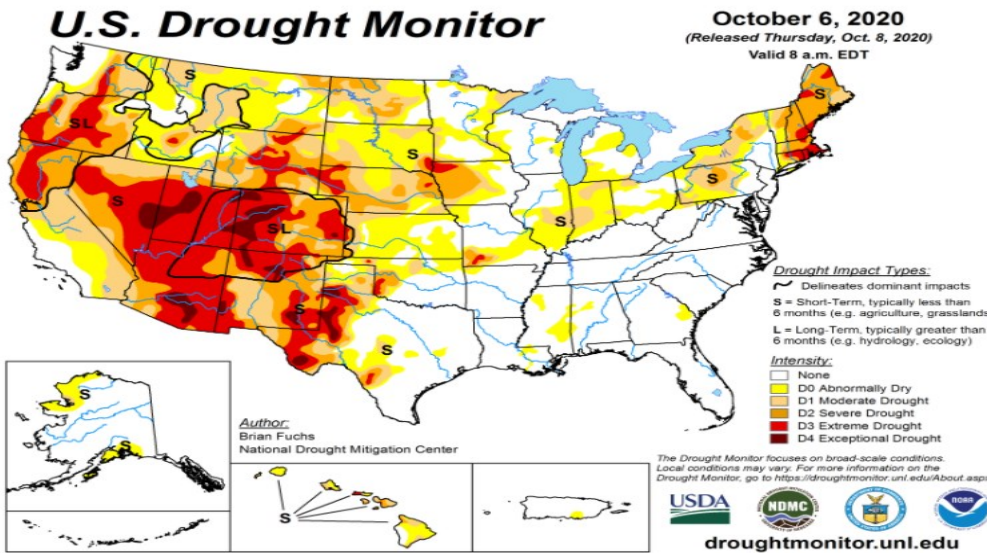 U.S. Drought Monitor
October 6, 2020
(Released Thursday, Oct. 8, 2020)
Valid 8 a.m. EDT
S
SL
S
S
S
SL
S
S
S
S
S
Drought Impact Types:
Delineates dominant impacts
S = Short-Term, typically less than
6 months (e.g. agriculture, grasslands
L = Long-Term, typically greater than
6 months (e.g. hydrology, ecology)
Intensity:
None
D0 Abnormally Dry
D1 Moderate Drought
D2 Severe Drought
D3 Extreme Drought
D4 Exceptional Drought
S
S
Author:
Brian Fuchs
National Drought Mitigation Center
S
The Drought Monitor focuses on broad-scale conditions.
Local conditions may vary. For more information on the
Drought Monitor, go to https://droughtmonitor.unl.edu/About.aspx
USDA
NDMC
NOAA
droughtmonitor.unl.edu